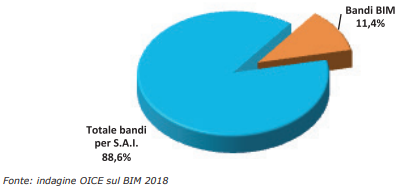 Bandi BIM
11,4%
Totale bandi
per S.A.I.
88,6%
Fonte: indagine OICE sul BIM 2018